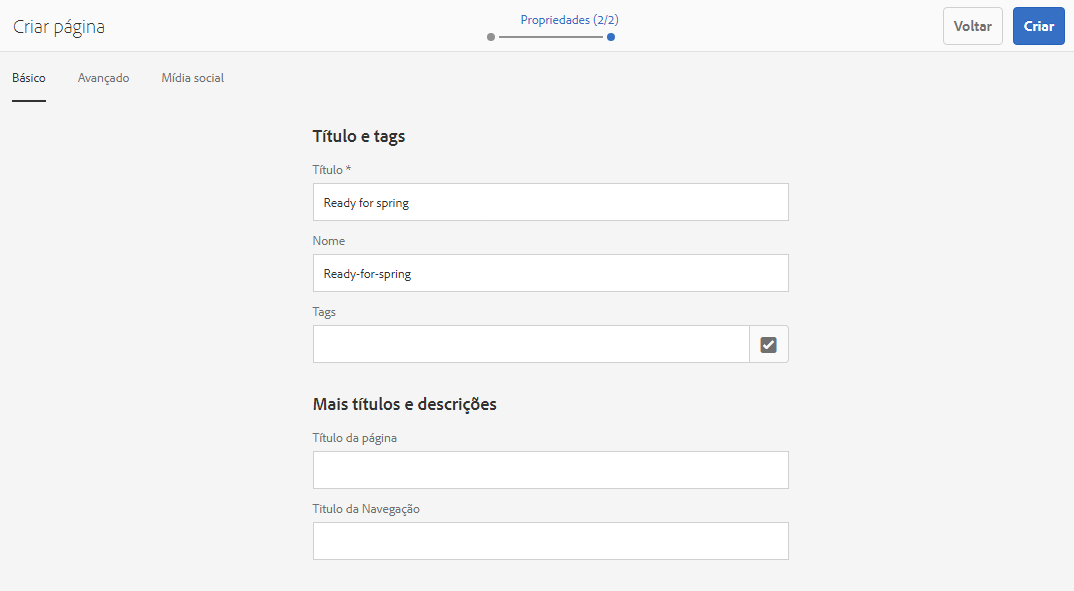 Criar página
Propriedades (2/2)
Voltar
Criar
Básico
Avançado
Mídia social
Título e tags
Título *
Ready for spring
Nome
Ready-for-spring
Tags
Mais títulos e descrições
Título da página
Titulo da Navegação